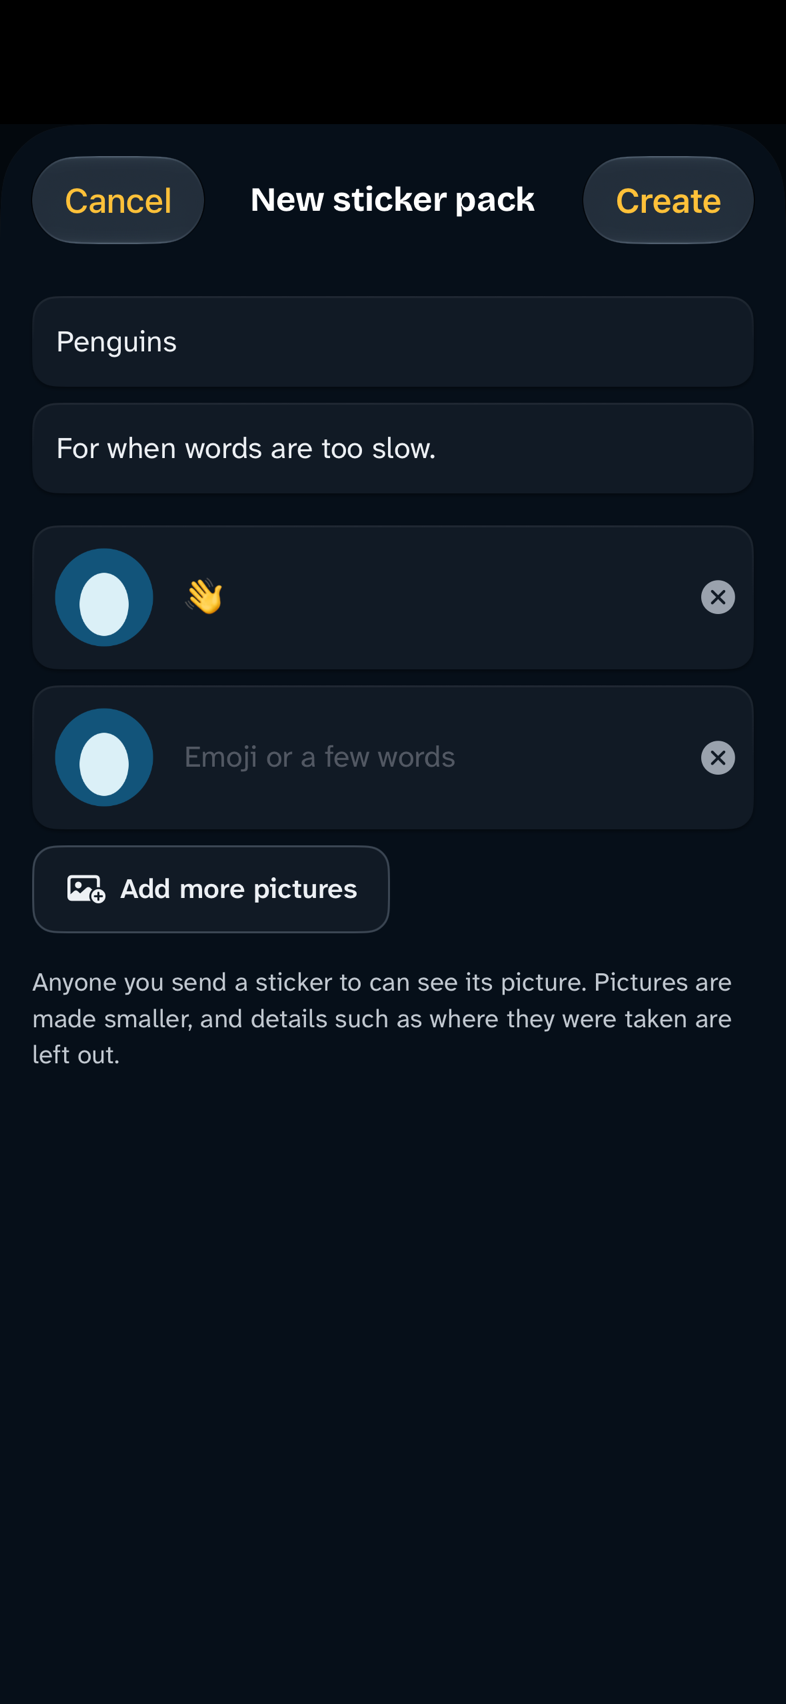 Cancel
New sticker pack
Create
Penguins
For when words are too slow.
👋
Emoji or a few words
Add more pictures
Anyone you send a sticker to can see its picture. Pictures are
made smaller, and details such as where they were taken are
left out.